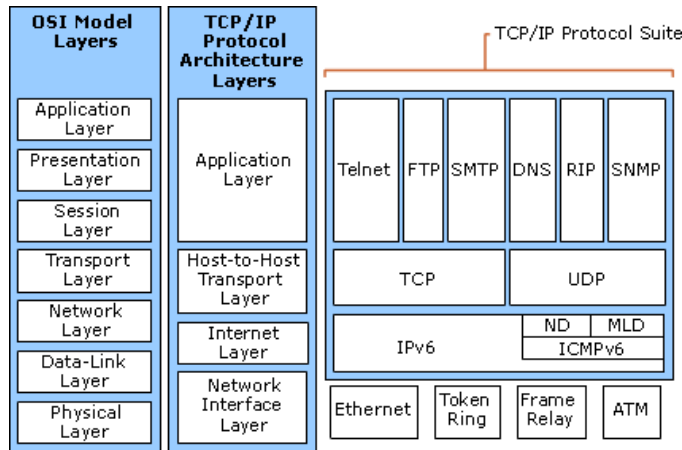 OSI Model
Layers
Application
Layer
Presentation
Layer
Session
Layer
Transport
Layer
Network
Layer
Data-Link
Layer
Physical
Layer
TCP/IP
Protocol
Architecture
Layers
Application
Layer
Host-to-Host
Transport
Layer
Internet
Layer
Network
Interface
Layer
TCP/IP Protocol Suite
Telnet
FTP
SMTP
DNS
RIP
SNMP
TCP
UDP
IPv6
ND
MLD
ICMPv6
Ethernet
Token
Ring
Frame
Relay
ATM